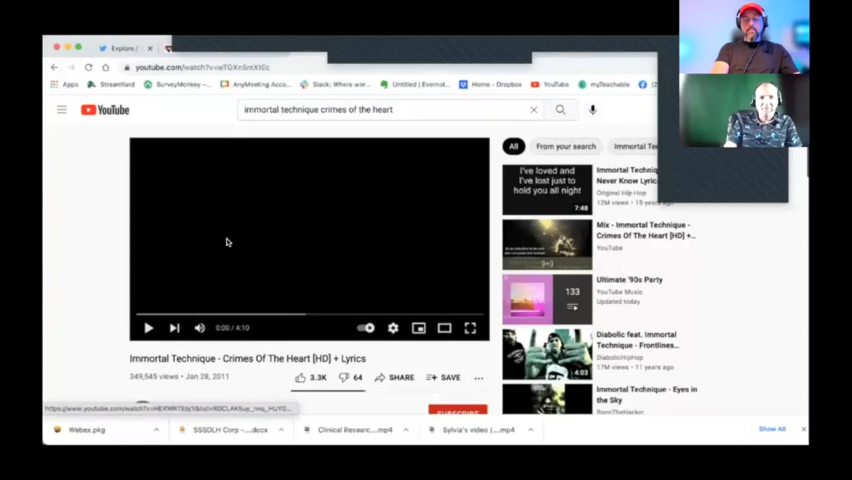 Explore /
youtube.com/watch?v=wTGXnSmX1Ec
Apps
StreamYard
SurveyMonkey –...
AnyMeeting Acco...
Slack: Where wor...
Untitled | Evernot...
Home - Dropbox
YouTube
myTeachable
YouTube
immortal technique crimes of the heart
All
From your search
Immortal Te
I've loved and
I've lost just to
hold you all night
7:48
Immortal Techniq
Never Know Lyric
Original Hip Hop
12M views • 15 years ago
Mix - Immortal Technique -
Crimes Of The Heart [HD] +...
YouTube
Ultimate '90s Party
YouTube Music
Updated today
133
Diabolic feat. Immortal
Technique - Frontlines...
DiabolicHipHop
17M views • 11 years ago
4:03
Immortal Technique - Eyes in
the Sky
0:00 / 4:10
Immortal Technique - Crimes Of The Heart [HD] + Lyrics
349,545 views • Jan 28, 2011
3.3K
64
SHARE
SAVE
SUBSCRIBE
Webex.pkg
SSSDLH Corp -....docx
Clinical Researc....mp4
Sylvia's video (....mp4
Show All